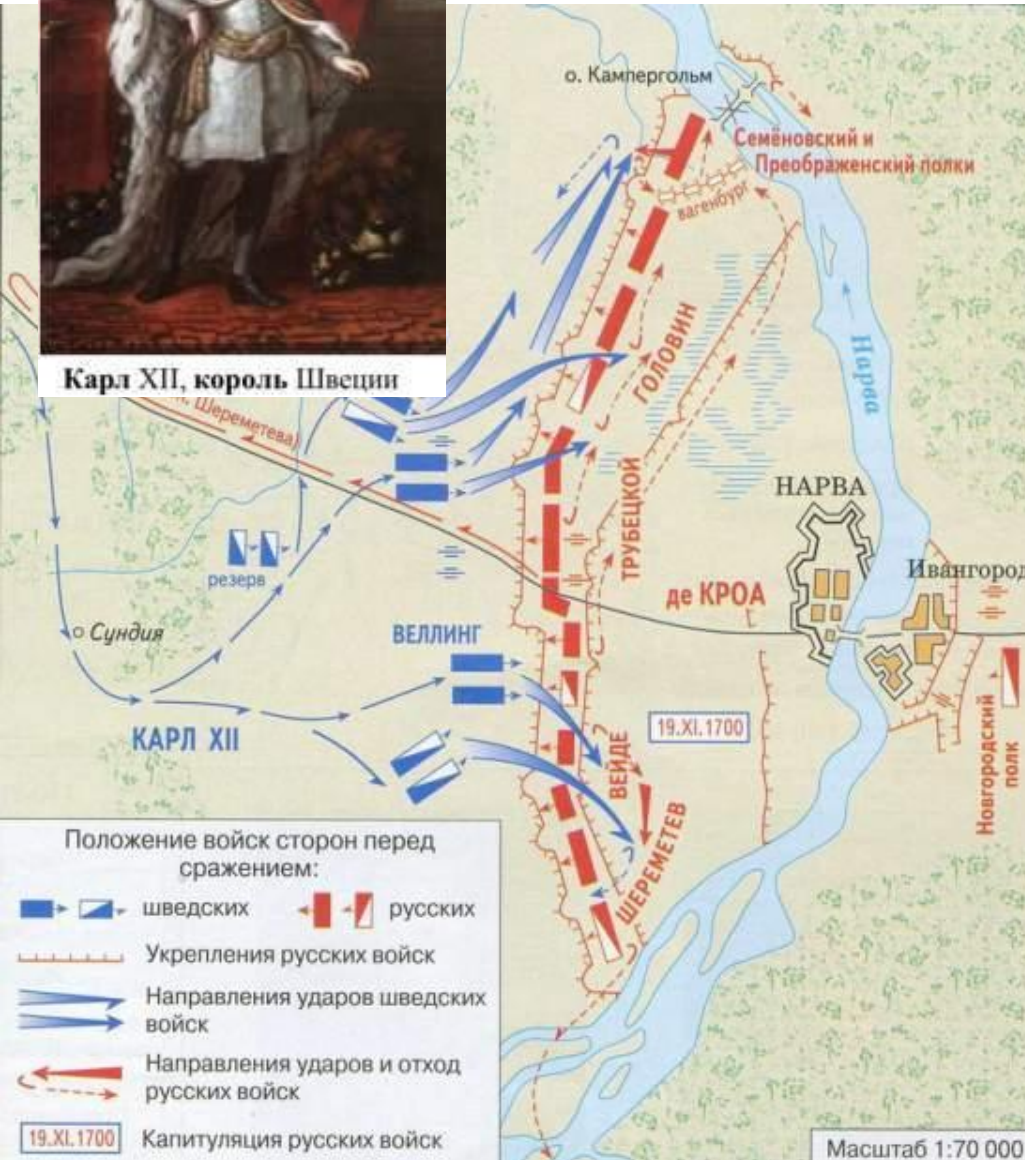 о. Кампергольм
Семёновский и
Преображенский полки
вагенбург
Карл XII, король Швеции
Шереметева)
ГОЛОВИН
Нарва
ТРУБЕЦКОЙ
НАРВА
резерв
Ивангород
де КРОА
Сундия
ВЕЛЛИНГ
КАРЛ XII
19.XI.1700
ВЕЙДЕ
ШЕРЕМЕТЕВ
Новгородский
полк
Положение войск сторон перед
сражением:
шведских
русских
Укрепления русских войск
Направления ударов шведских
войск
Направления ударов и отход
русских войск
19.XI.1700
Капитуляция русских войск
Масштаб 1:70 000